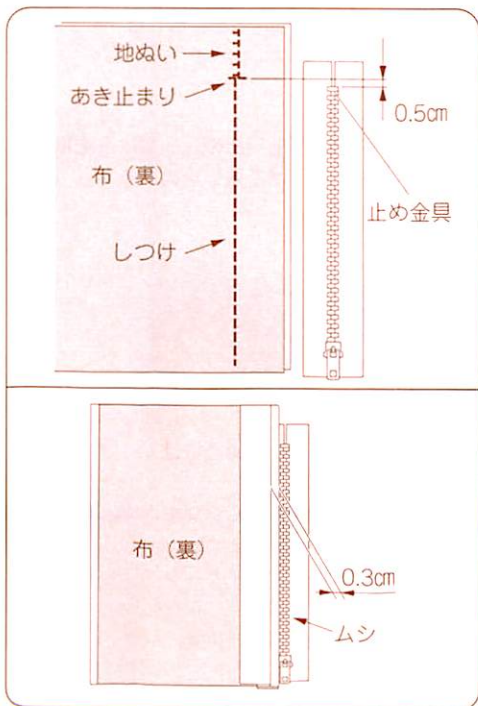 地ぬい
あき止まり
0.5cm
布（裏）
止め金具
しつけ
布（裏）
0.3cm
ムシ